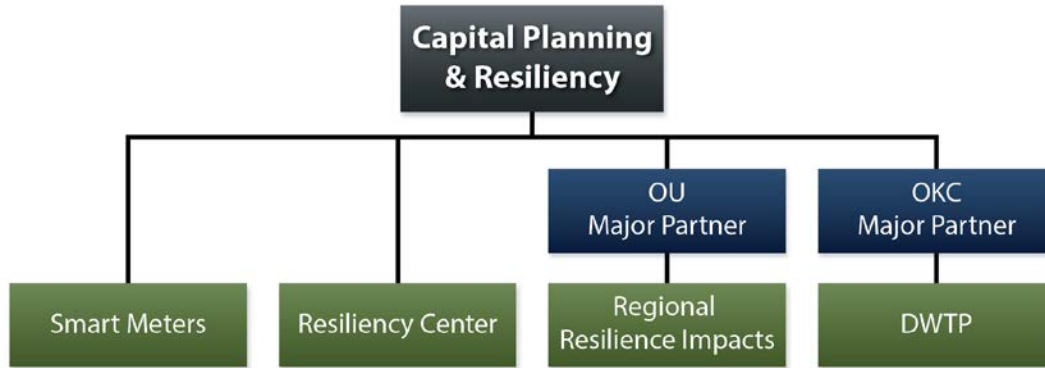 Capital Planning
& Resiliency
OU
Major Partner
OKC
Major Partner
Smart Meters
Resiliency Center
Regional
Resilience Impacts
DWTP